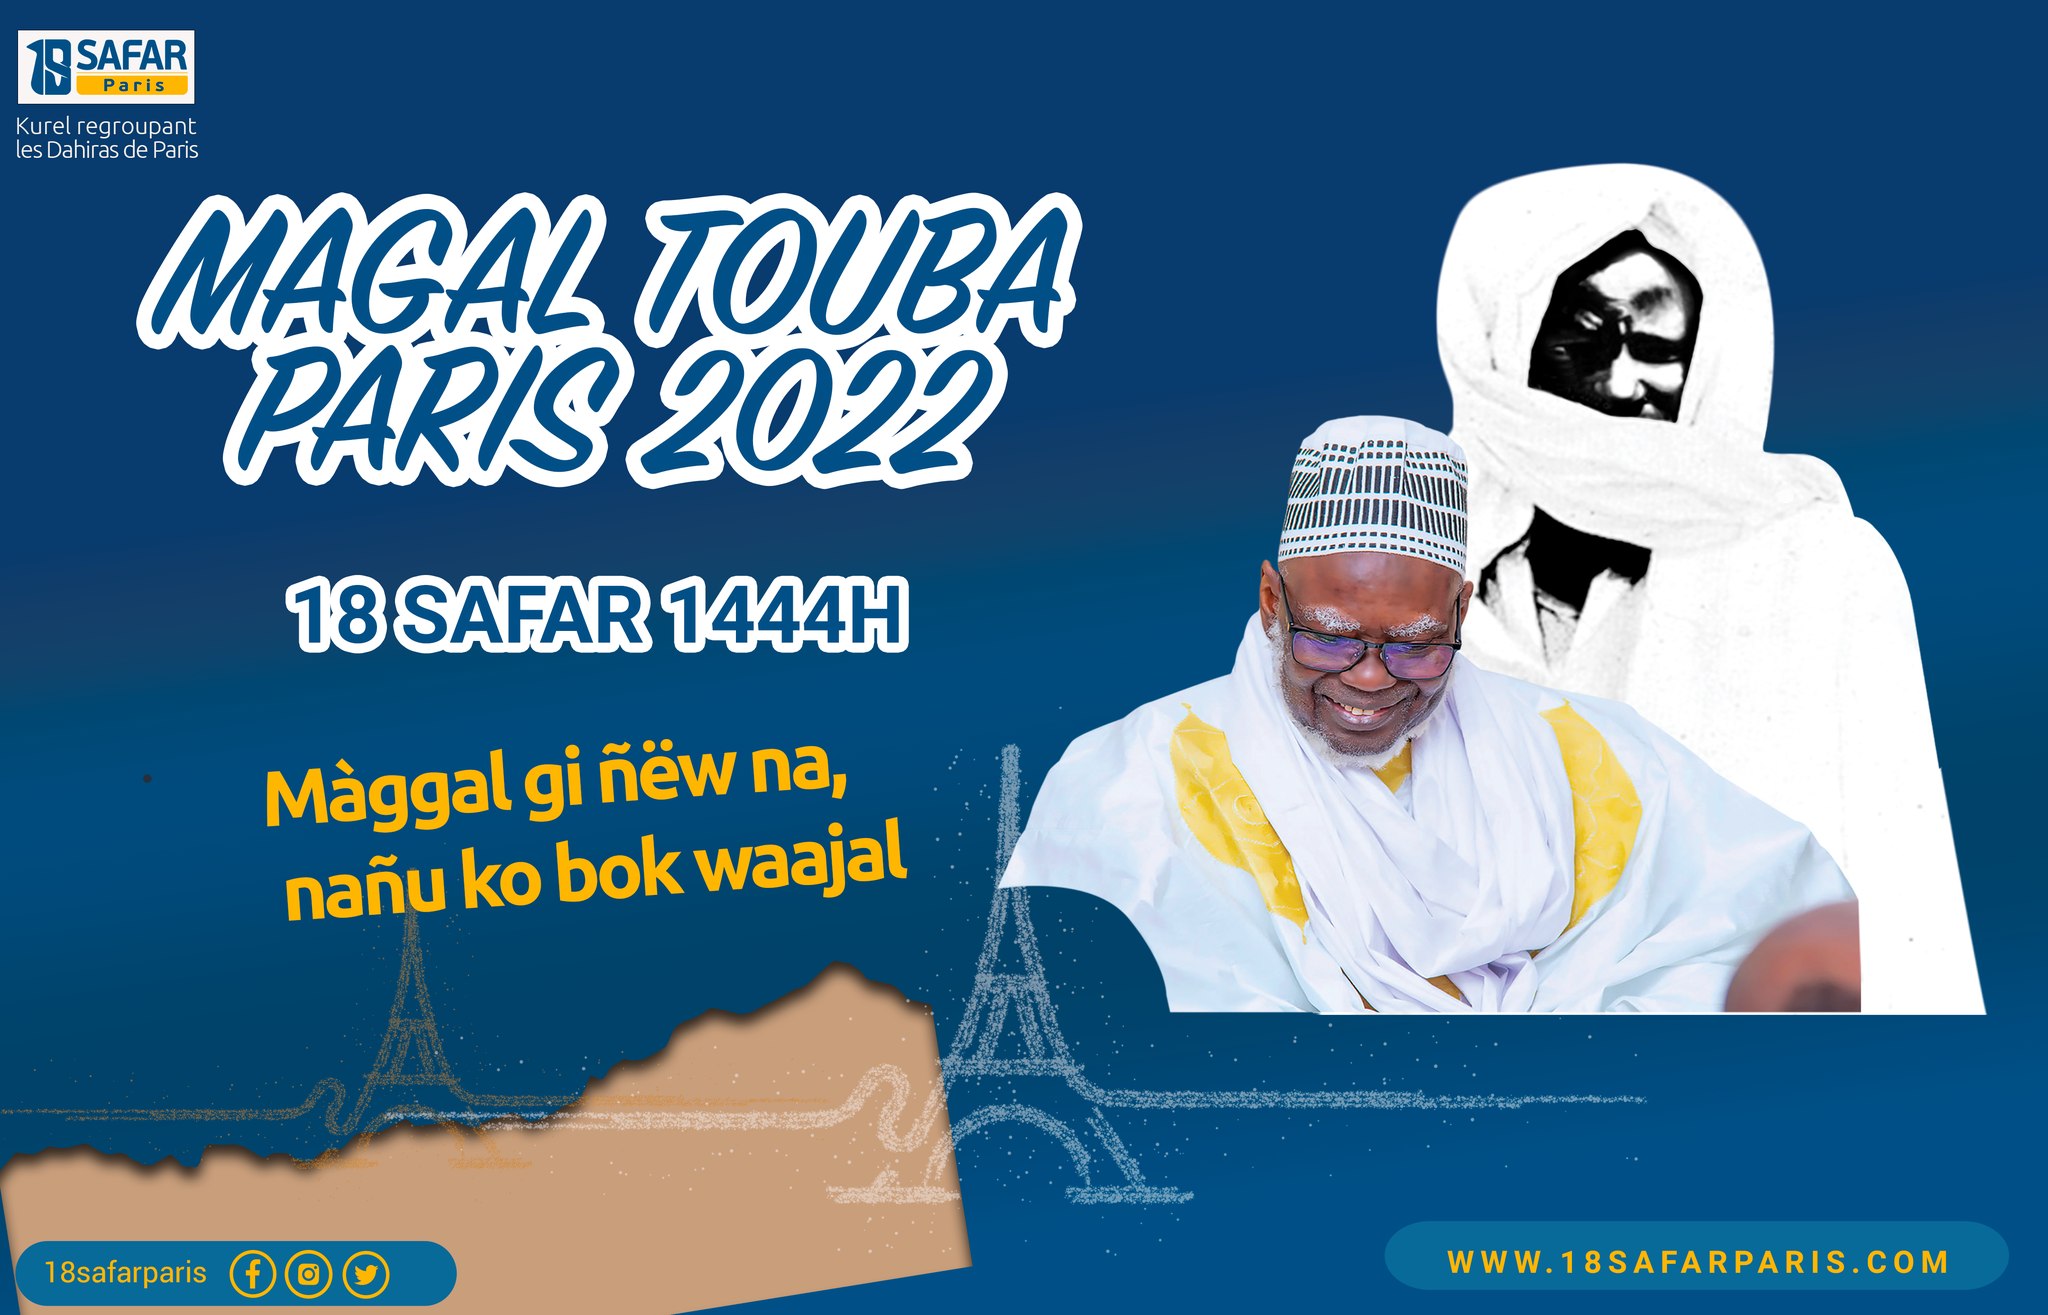 18 SAFAR
Paris
Kurel regroupant
les Dahiras de Paris
MAGAL TOUBA
PARIS 2022
18 SAFAR 1444H
Màggal gi ñëw na,
nañu ko bok waajal
18safarparis
WWW.18SAFARPARIS.COM